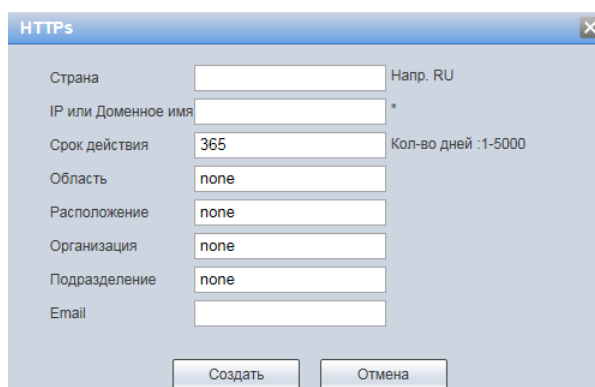 HTTPs
Страна Напр. RU
IP или Доменное имя *
Срок действия 365 Кол-во дней :1-5000
Область none
Расположение none
Организация none
Подразделение none
Email
Создать Отмена